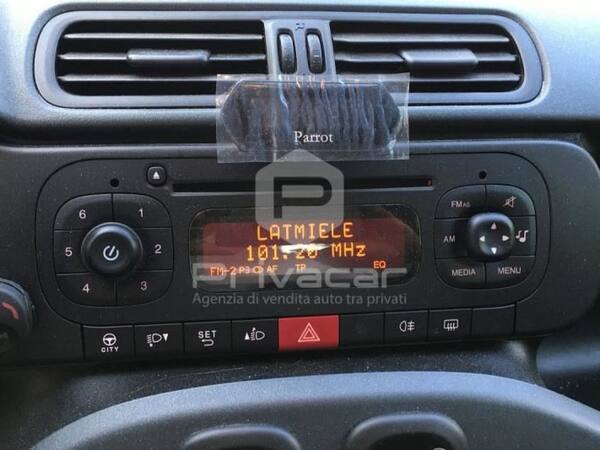 Parrot
LATMIELE
101.20 MHz
FM-2 P3 AF TP EQ
Privacar
Agenzia di vendita auto tra privati
6 1
5 2
4 3
FMAS
AM
MEDIA MENU
CITY
SET